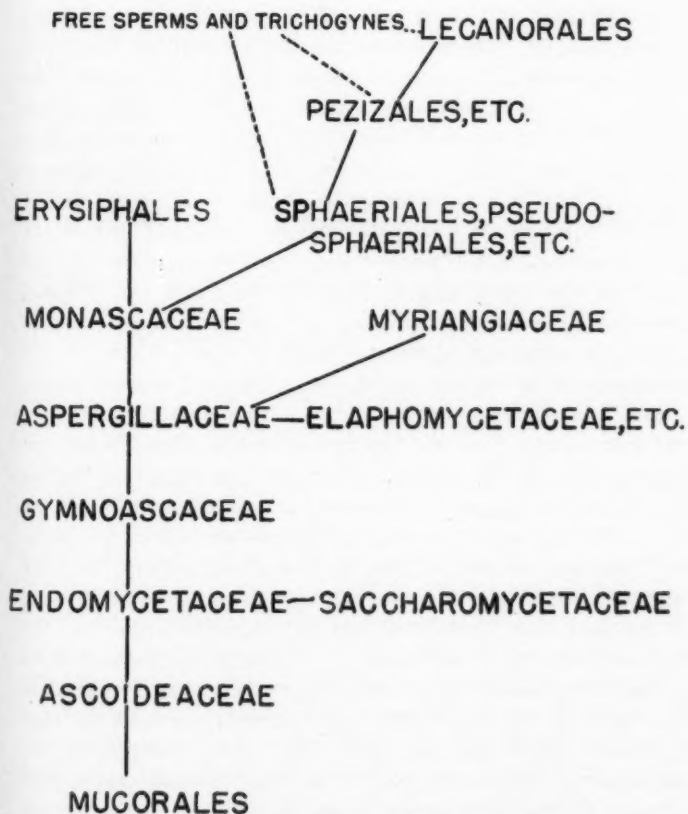 FREE SPERMS AND TRICHOGYNES...LECANORALES
PEZIZALES,ETC.
ERYSIPHALES SPHAERIALES,PSEUDO-
SPHAERIALES,ETC.
MONASCACEAE MYRIANGIACEAE
ASPERGILLACEAE—ELAPHOMYCETACEAE,ETC.
GYMNOASCACEAE
ENDOMYCETACEAE—SACCHAROMYCETACEAE
ASCOIDEACEAE
MUCORALES